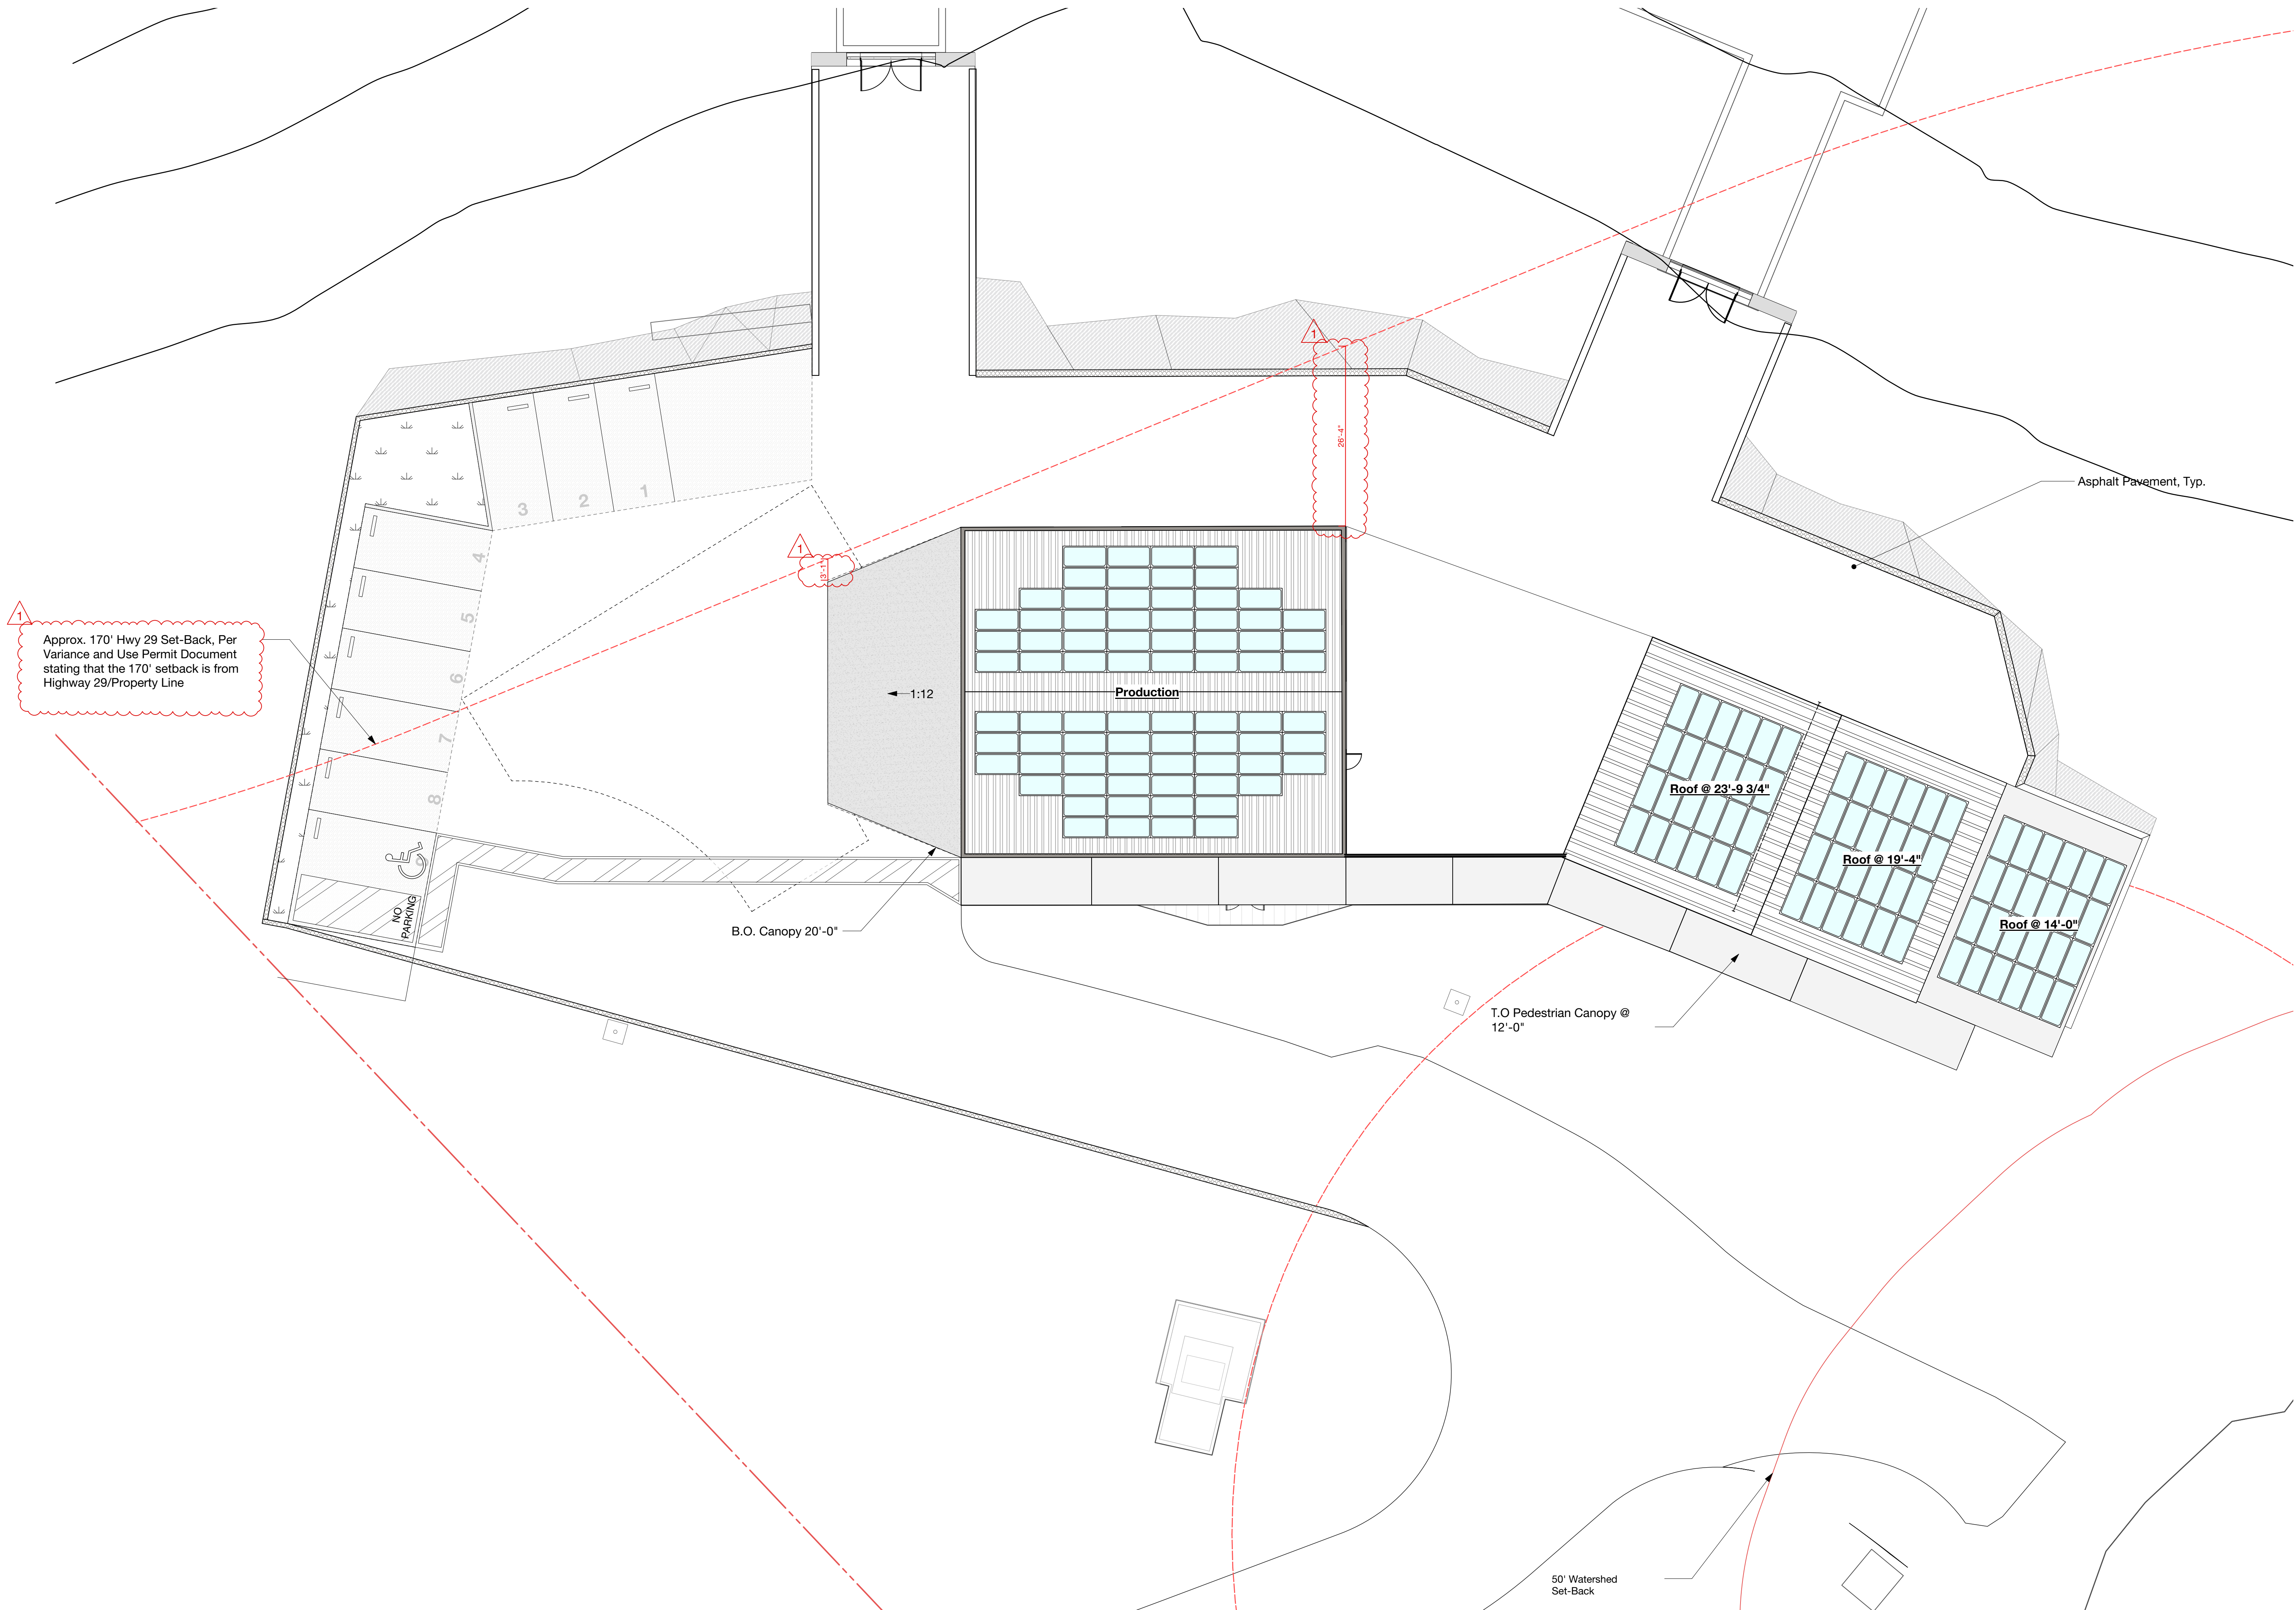 1
26'-4"
Asphalt Pavement, Typ.
3
2
1
4
1
3'-1"
5
1
Approx. 170' Hwy 29 Set-Back, Per
Variance and Use Permit Document
stating that the 170' setback is from
Highway 29/Property Line
6
1:12
Production
7
Roof @ 23'-9 3/4"
8
Roof @ 19'-4"
9
NO
PARKING
B.O. Canopy 20'-0"
Roof @ 14'-0"
T.O Pedestrian Canopy @
12'-0"
50' Watershed
Set-Back